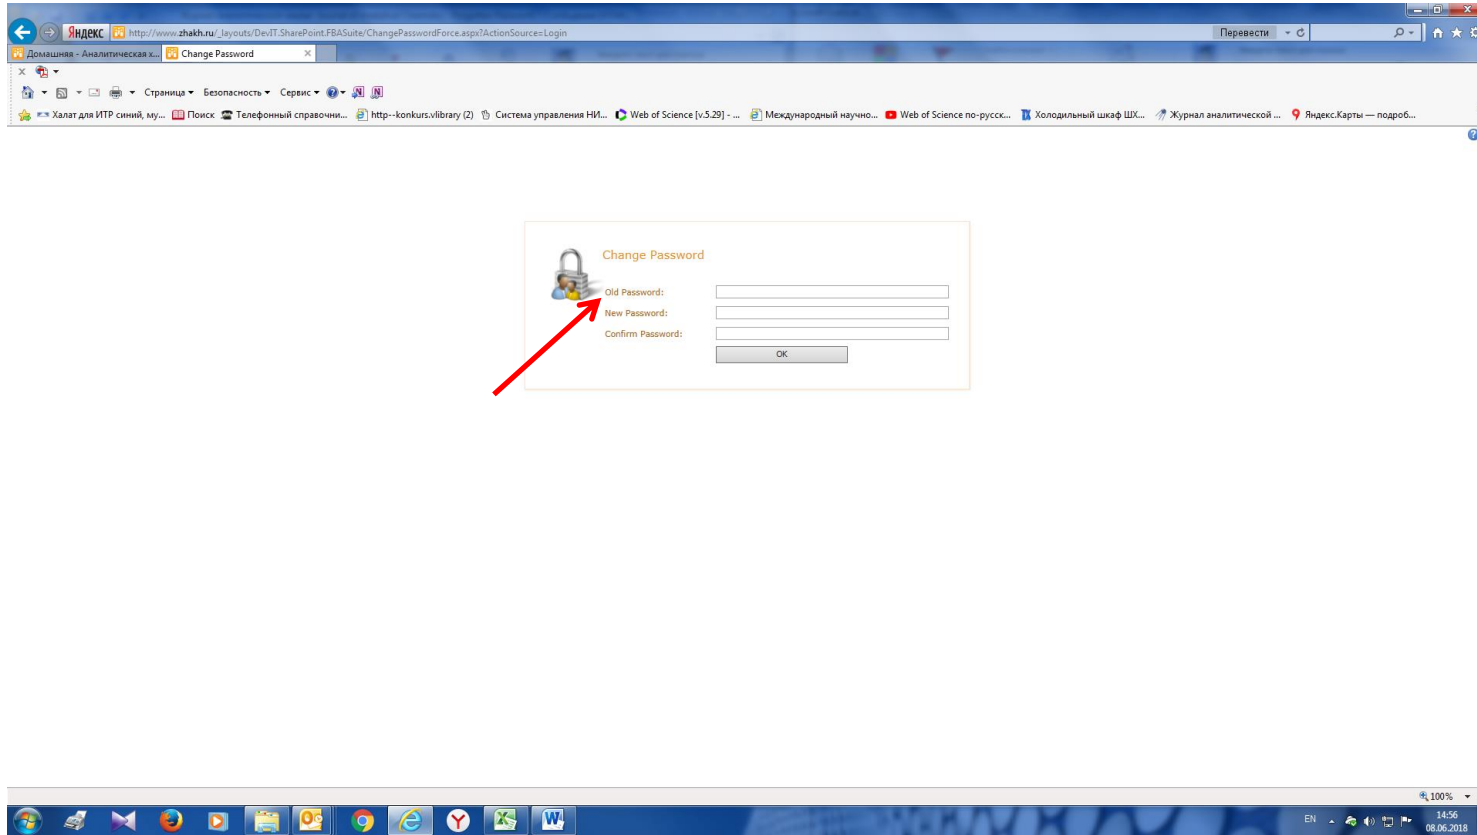 Яндекс http://www.zhakh.ru/_layouts/DevIT.SharePoint.FBASuite/ChangePasswordForce.aspx?ActionSource=Login Перевести
Домашняя - Аналитическая х... Change Password
Страница Безопасность Сервис
Халат для ИТР синий, му... Поиск Телефонный справочни... http--konkurs.vlibrary (2) Система управления НИ... Web of Science [v.5.29] - ... Международный научно... Web of Science по-русск... Холодильный шкаф ШХ... Журнал аналитической ... Яндекс.Карты — подроб...
Change Password
Old Password:
New Password:
Confirm Password:
OK
100%
EN 14:56
08.06.2018